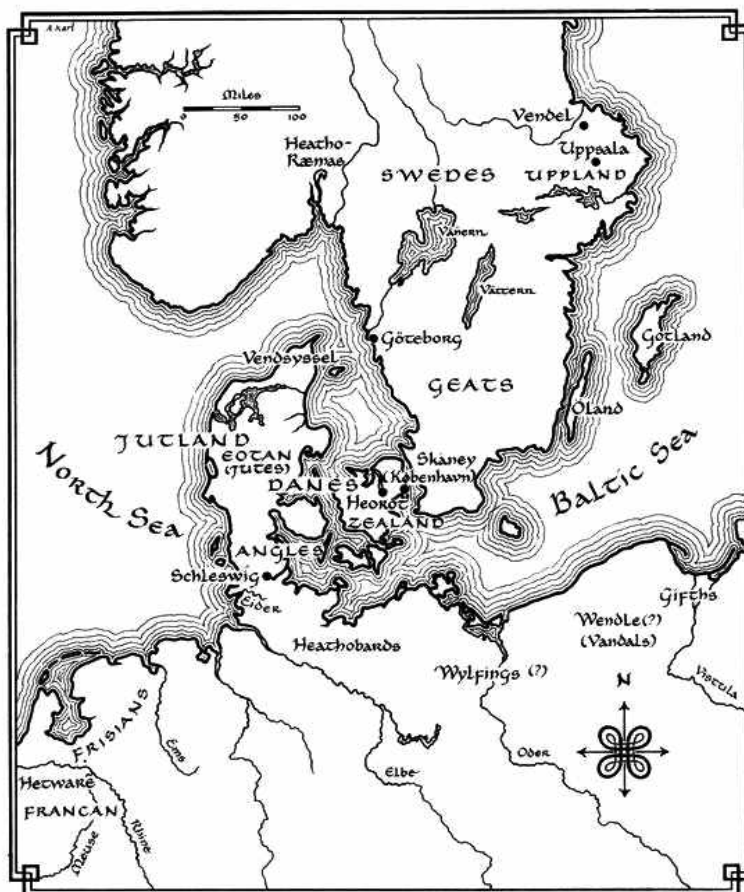 A Karl
Miles
0 50 100
Heatho-
Ræmas
Vendel
Uppsala
UPPLAND
SWEDES
Vänern
Vättern
Göteborg
Gotland
Vendsyssel
GEATS
Öland
JUTLAND
EOTAN
(JUTES)
DANES
Skåney
(København)
Heorot
ZEALAND
North Sea
Baltic Sea
ANGLES
Schleswig
Eider
Gifths
Wendle(?)
(Vandals)
Heathobards
Wylfings (?)
Vistula
N
FRISIANS
Ems
Elbe
Oder
Hetware
FRANCAN
Meuse
Rhine